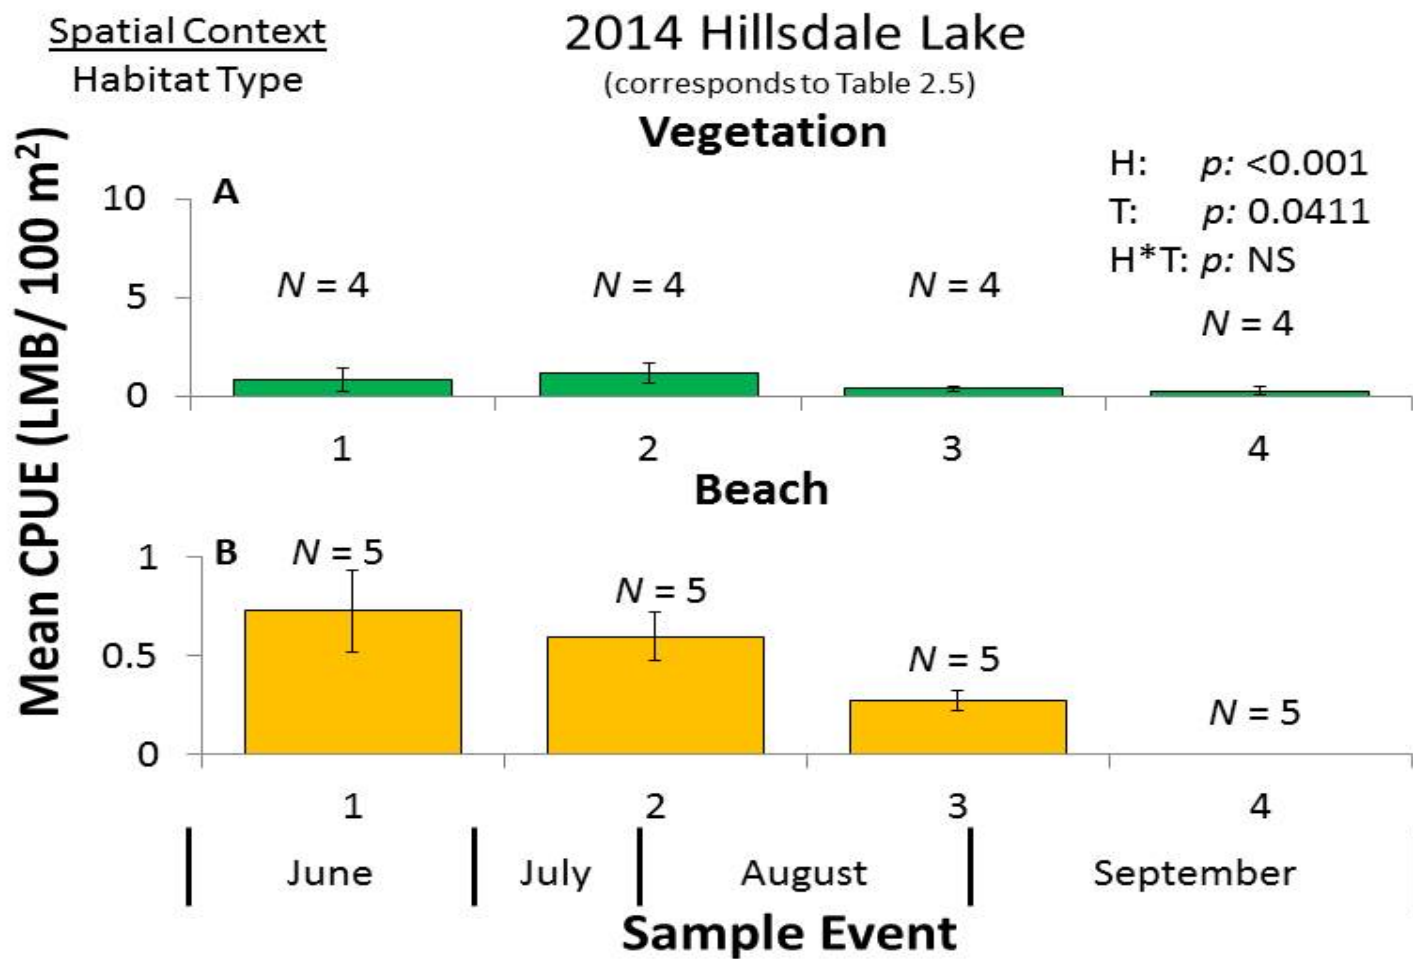 Spatial Context
Habitat Type
2014 Hillsdale Lake
(corresponds to Table 2.5)
Vegetation
H: p: <0.001
T: p: 0.0411
H*T: p: NS
Mean CPUE (LMB/ 100 m²)
A
10
5
0
N = 4
N = 4
N = 4
N = 4
1 2 3 4
Beach
B
1
0.5
0
N = 5
N = 5
N = 5
N = 5
1 2 3 4
June July August September
Sample Event